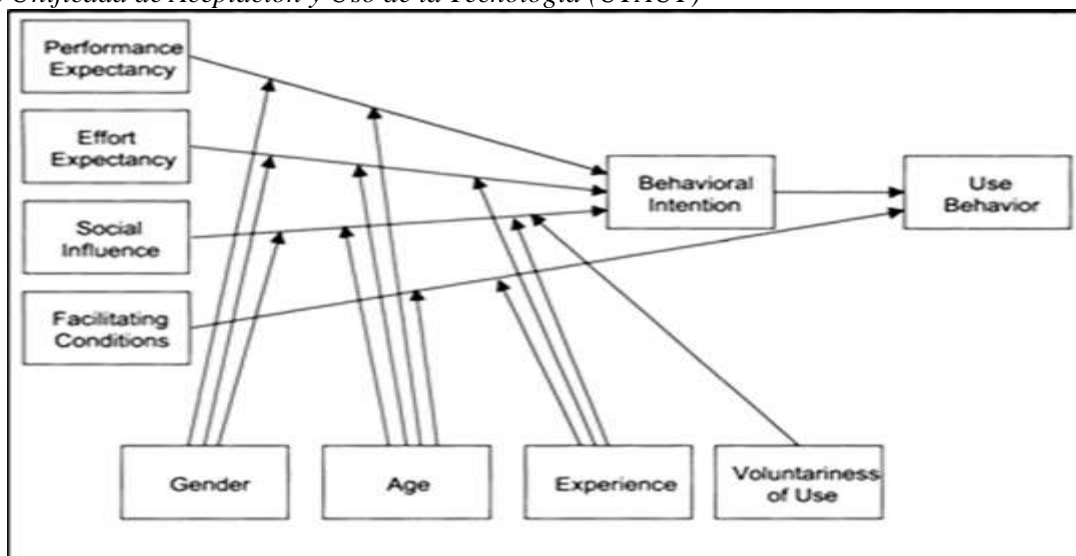 Unificada de Aceptación y Uso de la Tecnología (UTAUT)
Performance
Expectancy
Effort
Expectancy
Social
Influence
Facilitating
Conditions
Behavioral
Intention
Use
Behavior
Gender
Age
Experience
Voluntariness
of Use